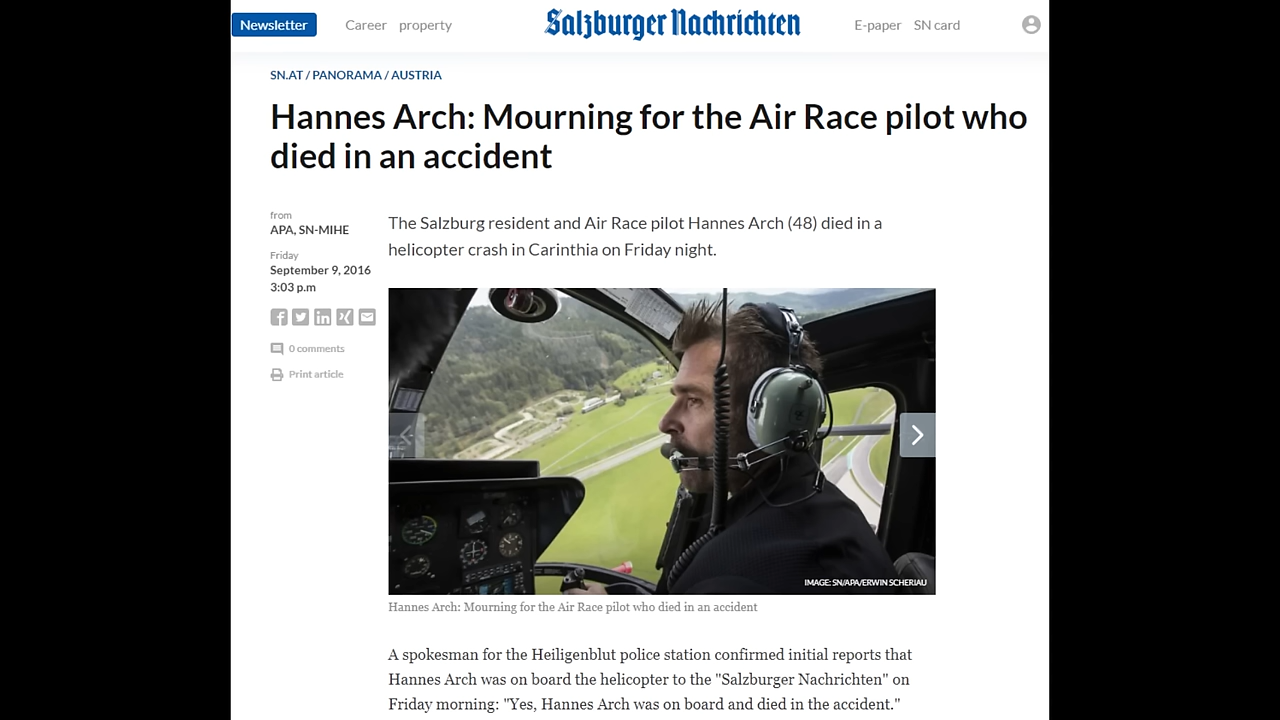 Newsletter
Career property
Salzburger Nachrichten
E-paper SN card
SN.AT / PANORAMA / AUSTRIA
Hannes Arch: Mourning for the Air Race pilot who
died in an accident
from
APA, SN-MIHE
Friday
September 9, 2016
3:03 p.m
0 comments
Print article
The Salzburg resident and Air Race pilot Hannes Arch (48) died in a
helicopter crash in Carinthia on Friday night.
IMAGE: SN/APA/ERWIN SCHERIAU
Hannes Arch: Mourning for the Air Race pilot who died in an accident
A spokesman for the Heiligenblut police station confirmed initial reports that
Hannes Arch was on board the helicopter to the "Salzburger Nachrichten" on
Friday morning: "Yes, Hannes Arch was on board and died in the accident."